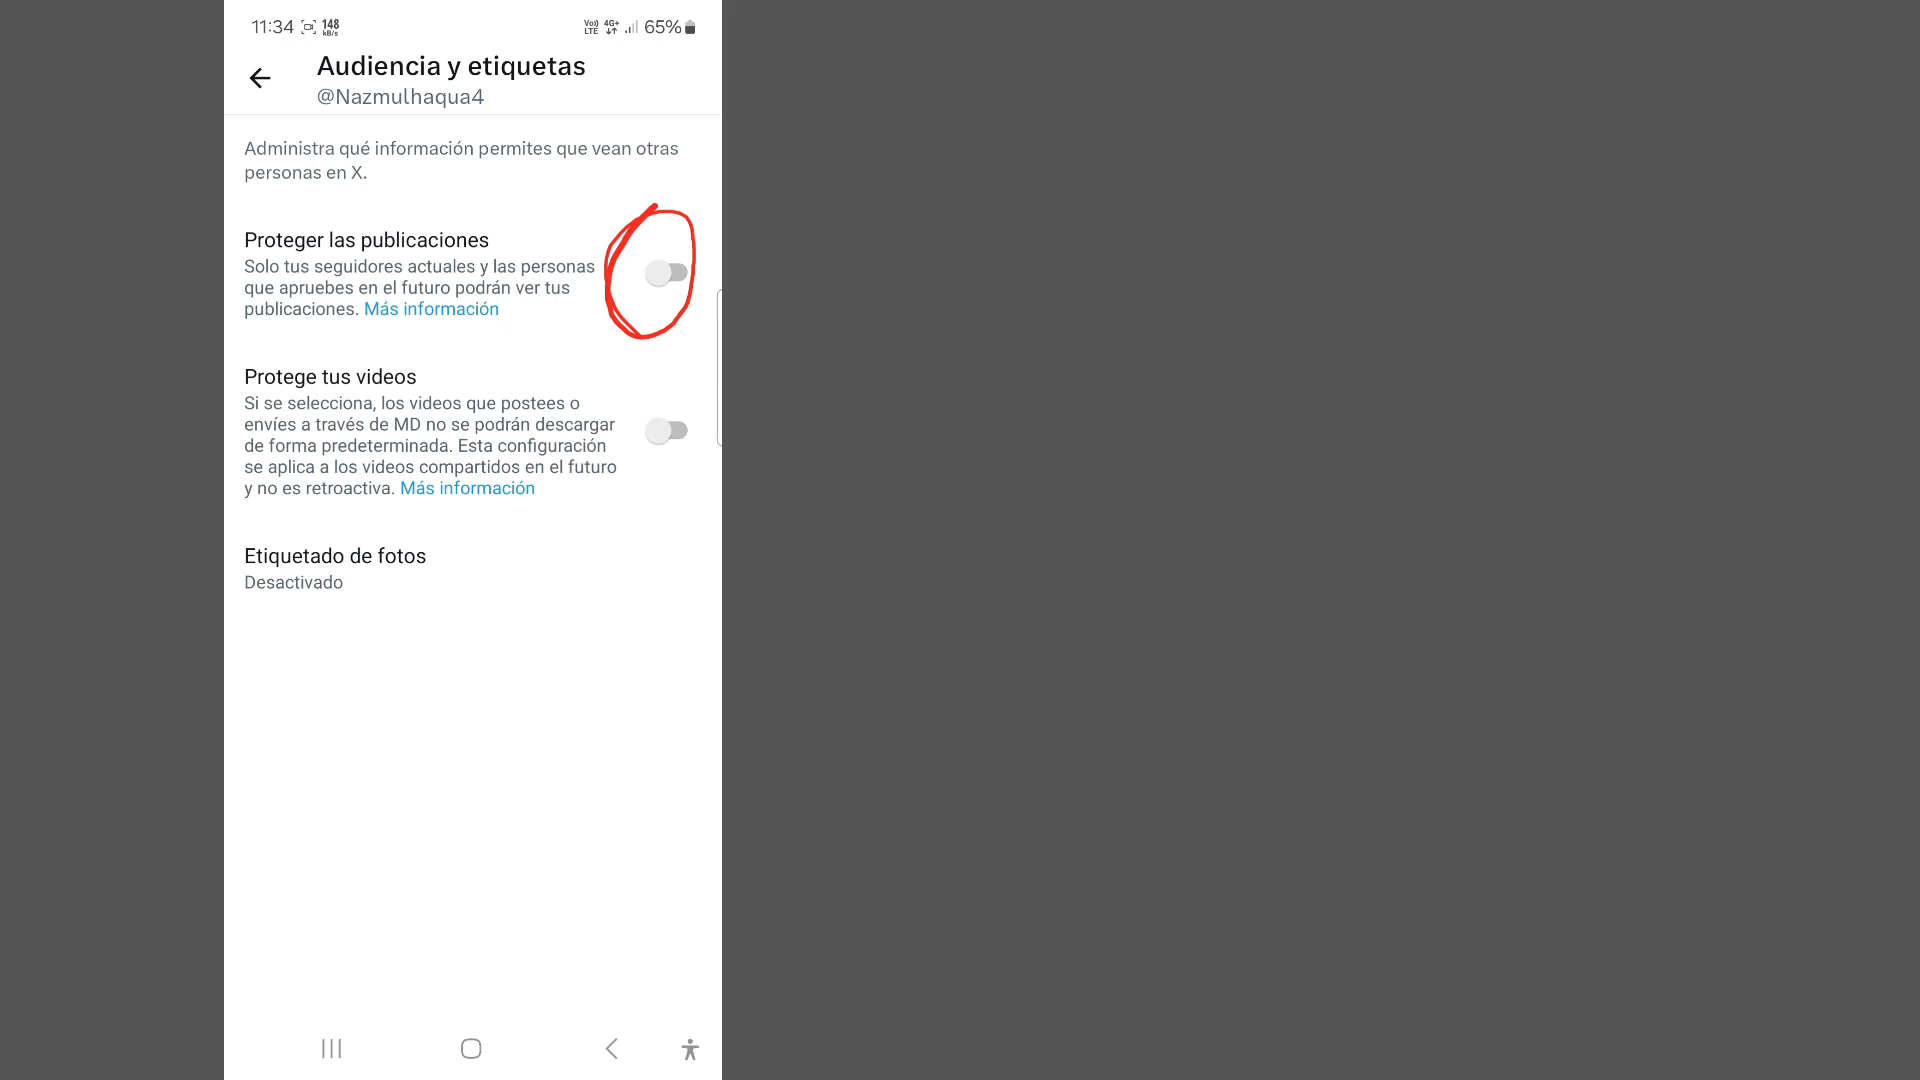 11:34 148 kB/s Vo)) LTE 4G+ 65%
Audiencia y etiquetas
@Nazmulhaqua4
Administra qué información permites que vean otras
personas en X.
Proteger las publicaciones
Solo tus seguidores actuales y las personas
que apruebes en el futuro podrán ver tus
publicaciones. Más información
Protege tus videos
Si se selecciona, los videos que postees o
envíes a través de MD no se podrán descargar
de forma predeterminada. Esta configuración
se aplica a los videos compartidos en el futuro
y no es retroactiva. Más información
Etiquetado de fotos
Desactivado